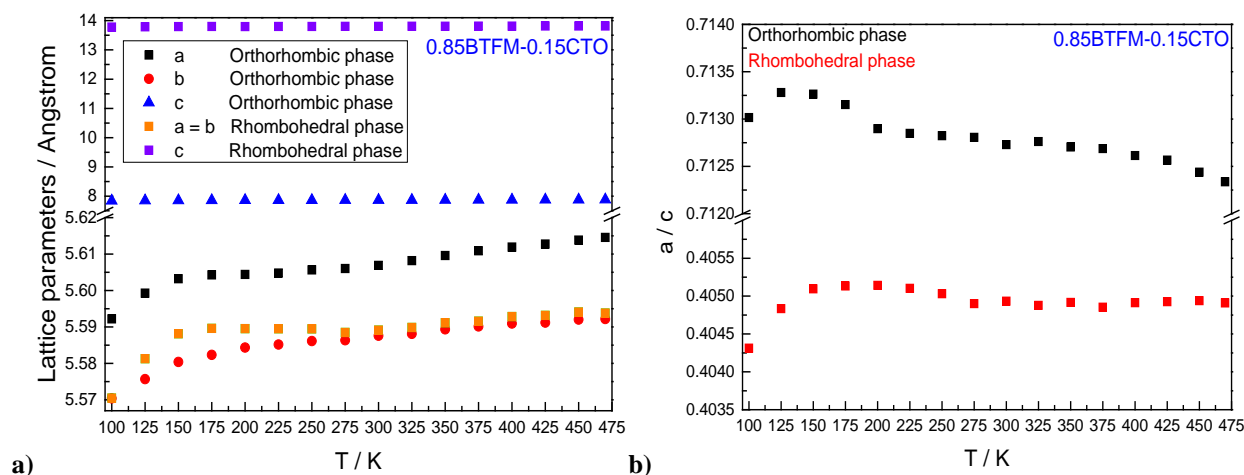 14
13
12
11
10
9
8
5.62
5.61
5.60
5.59
5.58
5.57
Lattice parameters / Angstrom
0.85BTFM-0.15CTO
a Orthorhombic phase
b Orthorhombic phase
c Orthorhombic phase
a = b Rhombohedral phase
c Rhombohedral phase
100 125 150 175 200 225 250 275 300 325 350 375 400 425 450 475
T / K
a)
0.7140
0.7135
0.7130
0.7125
0.7120
0.4055
0.4050
0.4045
0.4040
0.4035
a / c
Orthorhombic phase
Rhombohedral phase
0.85BTFM-0.15CTO
100 125 150 175 200 225 250 275 300 325 350 375 400 425 450 475
T / K
b)